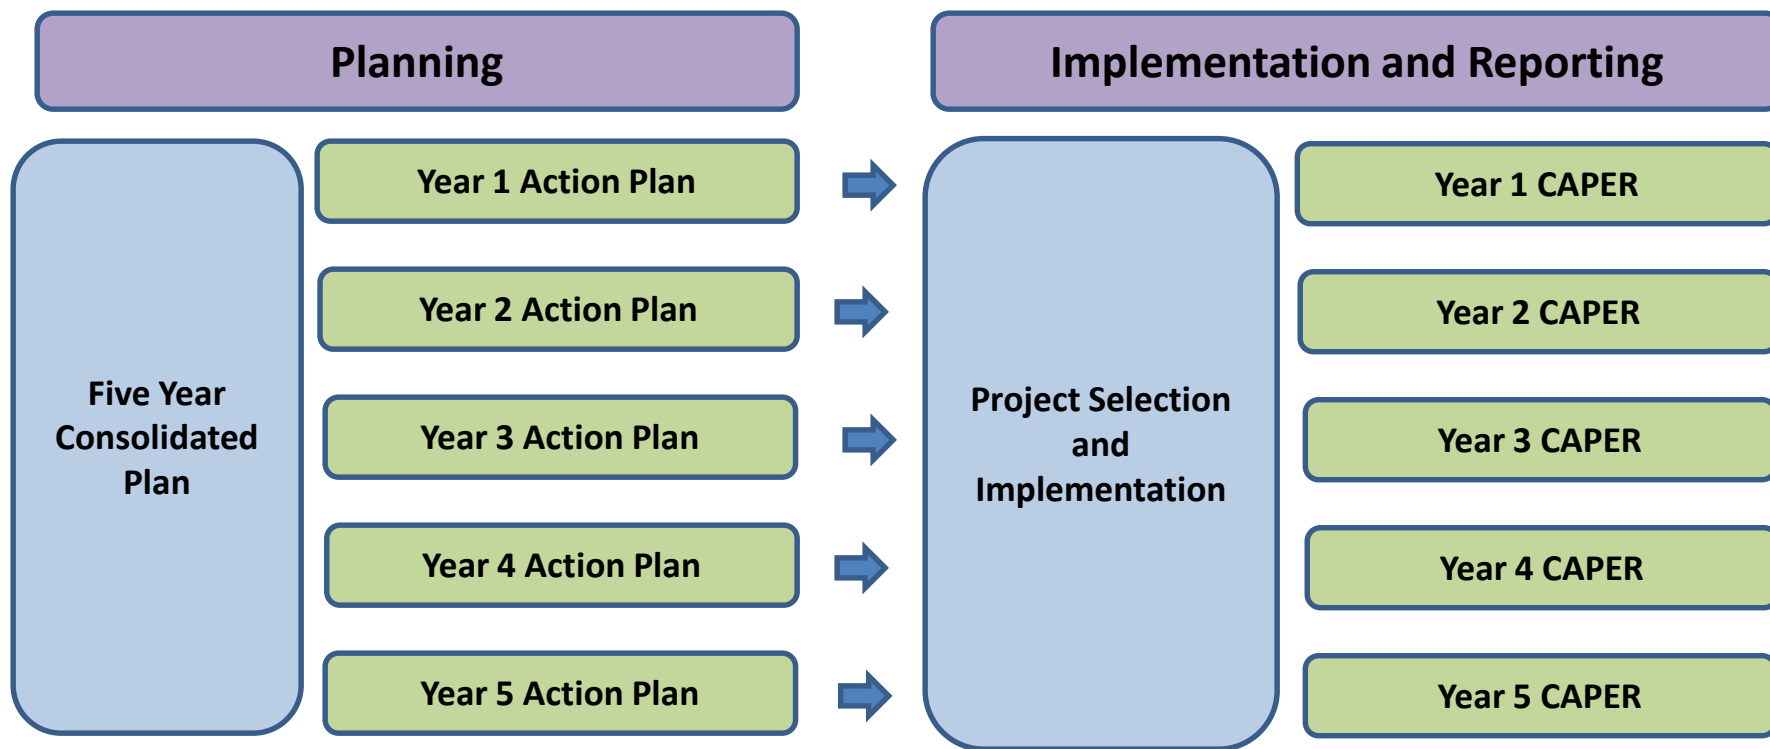 Planning
Implementation and Reporting
Five Year
Consolidated
Plan
Year 1 Action Plan
Year 2 Action Plan
Year 3 Action Plan
Year 4 Action Plan
Year 5 Action Plan
Project Selection
and
Implementation
Year 1 CAPER
Year 2 CAPER
Year 3 CAPER
Year 4 CAPER
Year 5 CAPER